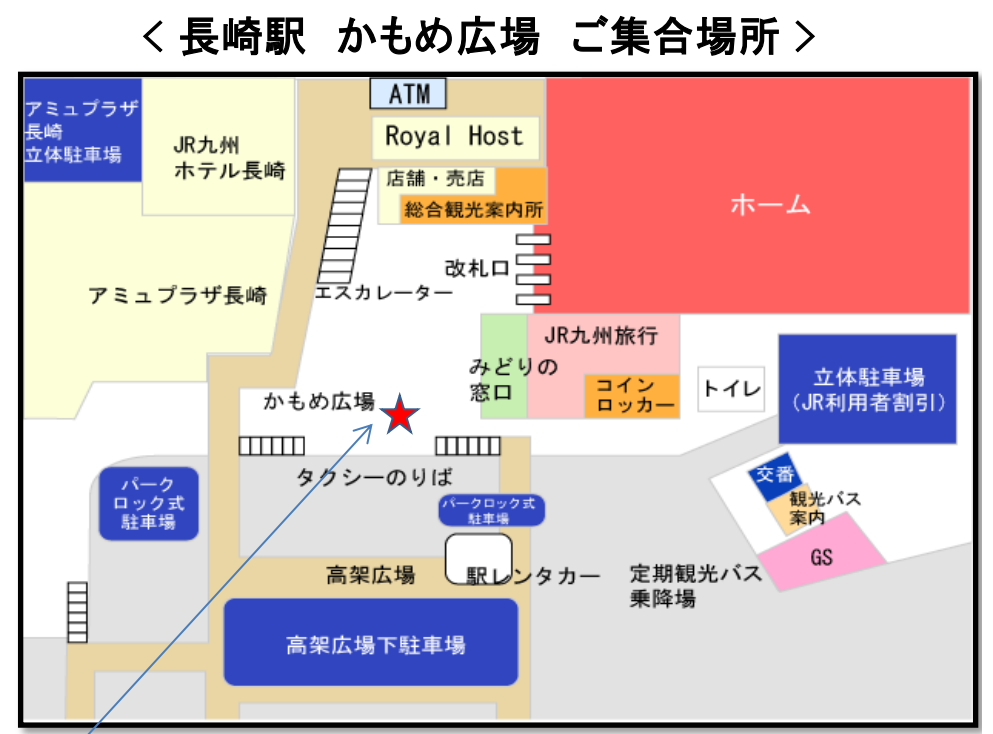 < 長崎駅　かもめ広場　ご集合場所 >
アミュプラザ
長崎
立体駐車場
JR九州
ホテル長崎
ATM
Royal Host
店舗・売店
総合観光案内所
ホーム
改札口
エスカレーター
アミュプラザ長崎
JR九州旅行
みどりの
窓口
コイン
ロッカー
トイレ
立体駐車場
（JR利用者割引）
かもめ広場
タクシーのりば
パーク
ロック式
駐車場
パークロック式
駐車場
交番
観光バス
案内
GS
高架広場
駅レンタカー
定期観光バス
乗降場
高架広場下駐車場